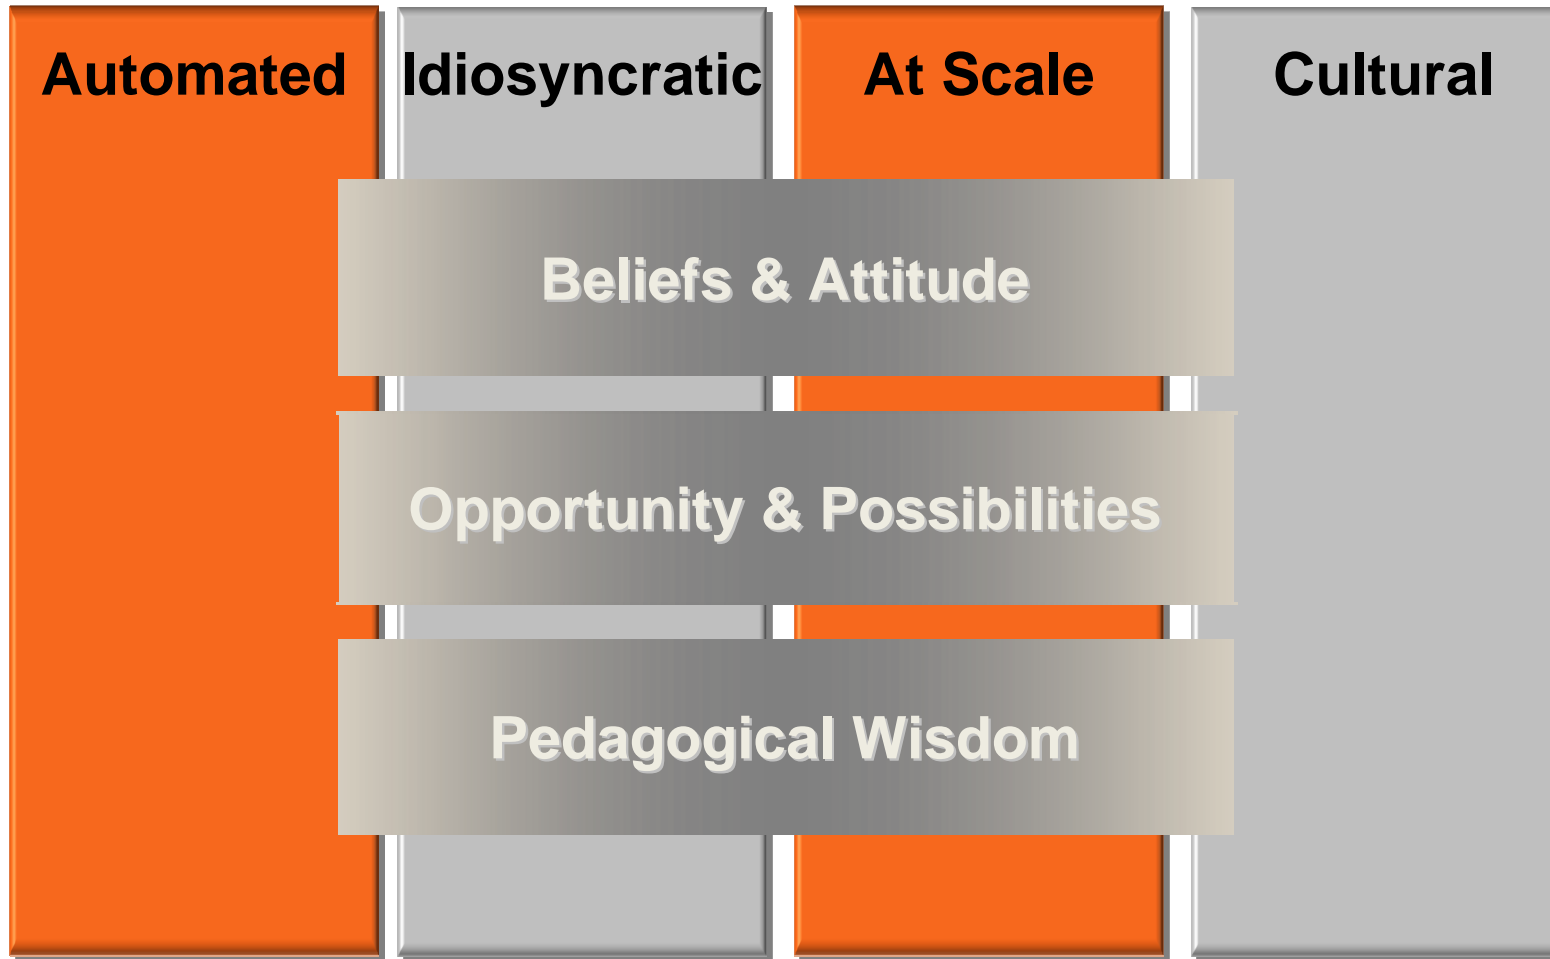 Automated
Idiosyncratic
At Scale
Cultural
Beliefs & Attitude
Opportunity & Possibilities
Pedagogical Wisdom